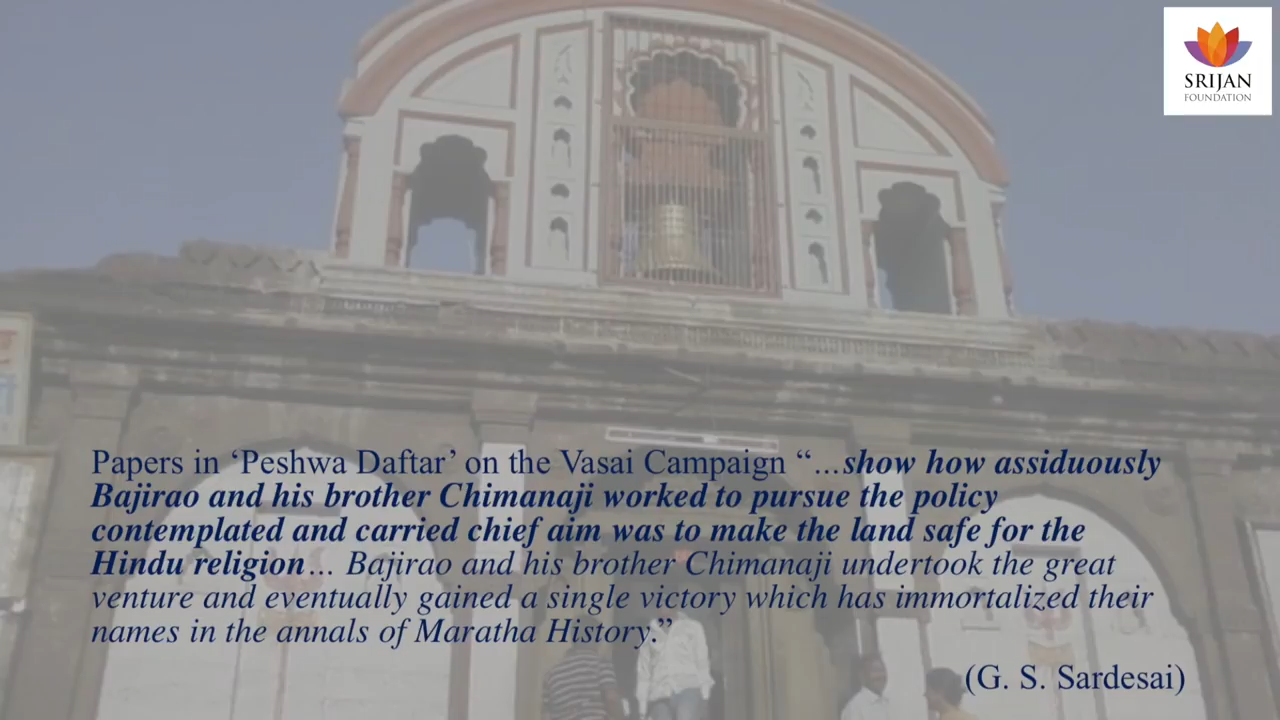 SRIJAN
FOUNDATION
Papers in ‘Peshwa Daftar’ on the Vasai Campaign “...show how assiduously
Bajirao and his brother Chimanaji worked to pursue the policy
contemplated and carried chief aim was to make the land safe for the
Hindu religion... Bajirao and his brother Chimanaji undertook the great
venture and eventually gained a single victory which has immortalized their
names in the annals of Maratha History.”
(G. S. Sardesai)